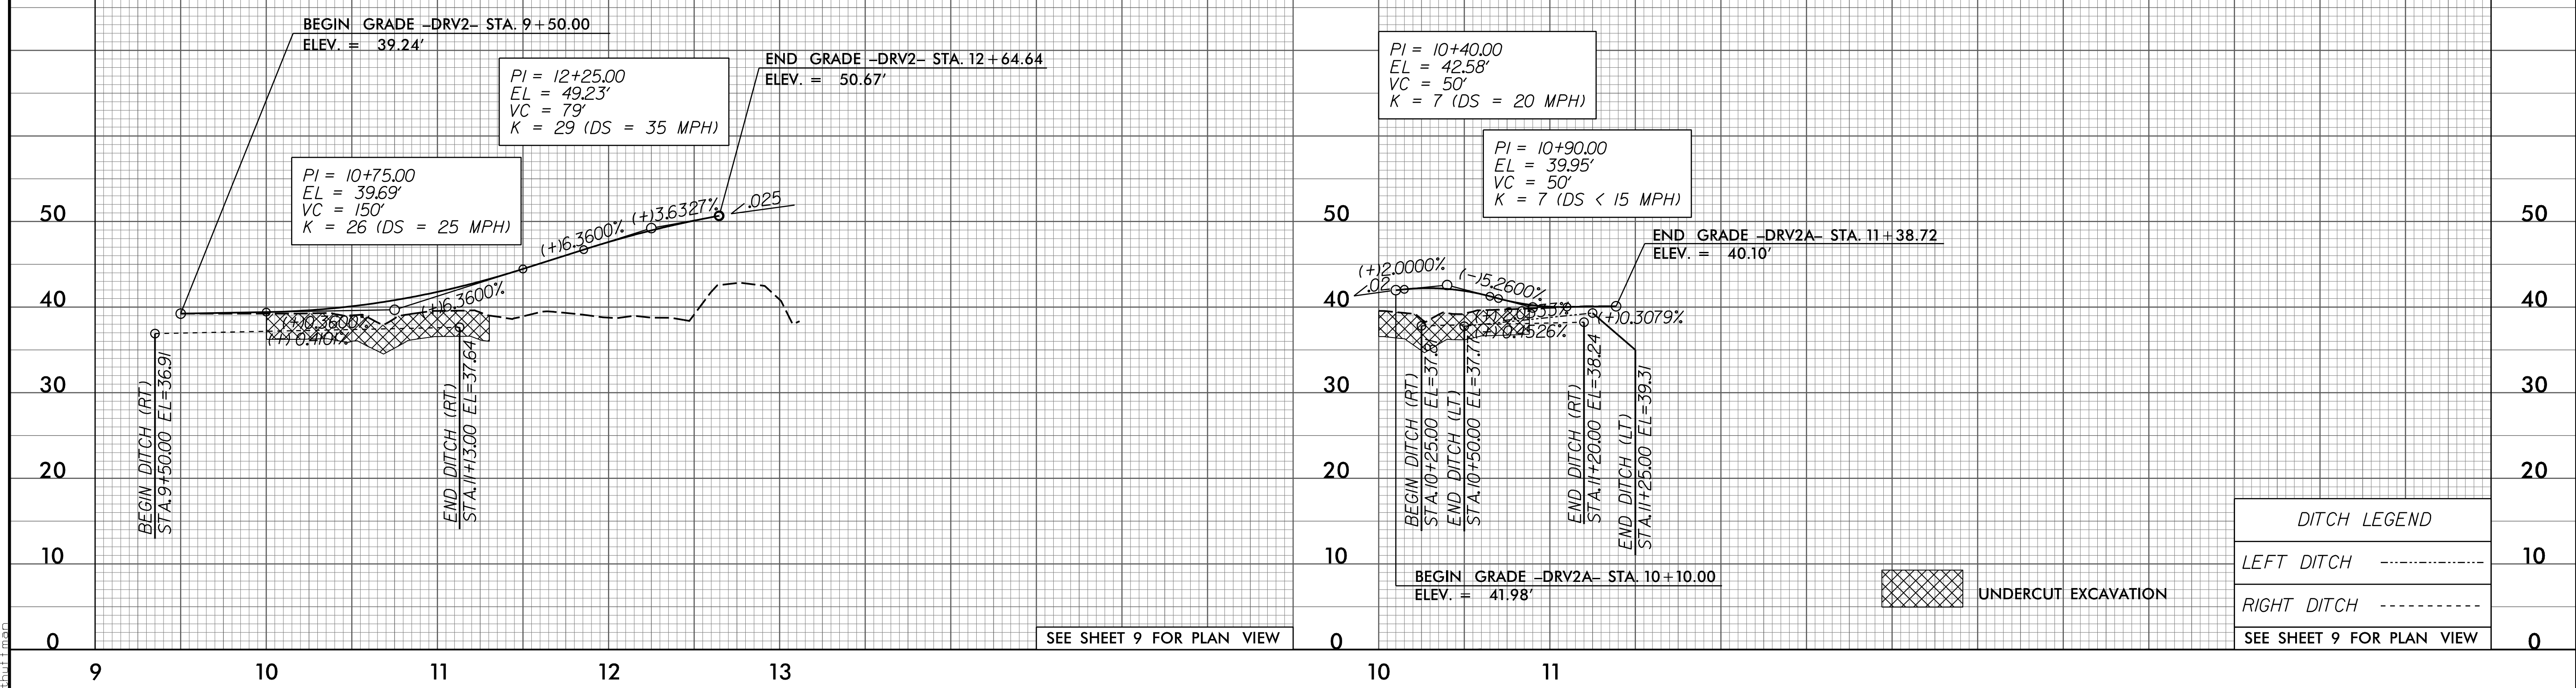 BEGIN GRADE –DRV2– STA. 9+50.00
ELEV. = 39.24'
PI = 12+25.00
EL = 49.23'
VC = 79'
K = 29 (DS = 35 MPH)
END GRADE –DRV2– STA. 12+64.64
ELEV. = 50.67'
PI = 10+75.00
EL = 39.69'
VC = 150'
K = 26 (DS = 25 MPH)
(+)6.3600%
(+)3.6327%
.025
(+)6.3600%
(+)0.3600%
BEGIN DITCH (RT)
STA. 9+50.00 EL=36.91
END DITCH (RT)
STA. 11+13.00 EL=37.64
50
40
30
20
10
0
9
10
11
12
13
SEE SHEET 9 FOR PLAN VIEW
PI = 10+40.00
EL = 42.58'
VC = 50'
K = 7 (DS = 20 MPH)
PI = 10+90.00
EL = 39.95'
VC = 50'
K = 7 (DS < 15 MPH)
END GRADE –DRV2A– STA. 11+38.72
ELEV. = 40.10'
(+)2.0000%
.02
(-)5.2600%
(+)0.3079%
(+)0.4526%
BEGIN DITCH (RT)
STA. 10+25.00 EL=37.8
END DITCH (LT)
STA. 10+50.00 EL=37.77
END DITCH (RT)
STA. 11+20.00 EL=38.24
END DITCH (LT)
STA. 11+25.00 EL=39.31
BEGIN GRADE –DRV2A– STA. 10+10.00
ELEV. = 41.98'
50
40
30
20
10
0
10
11
UNDERCUT EXCAVATION
DITCH LEGEND
LEFT DITCH
RIGHT DITCH
SEE SHEET 9 FOR PLAN VIEW
50
40
30
20
10
0